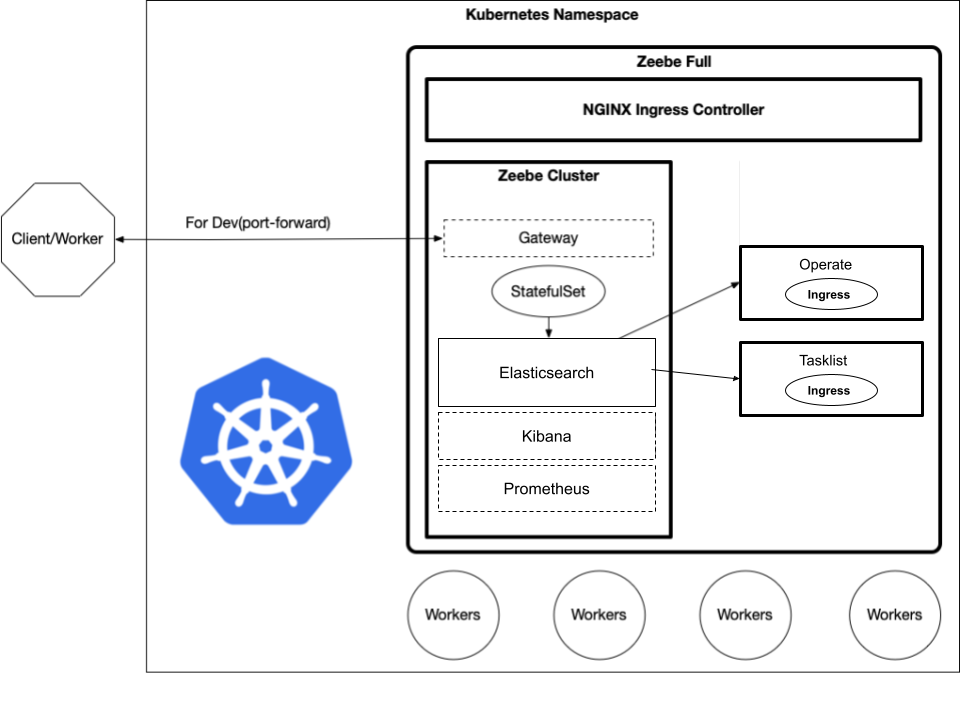 Kubernetes Namespace
Zeebe Full
NGINX Ingress Controller
Zeebe Cluster
For Dev(port-forward)
Client/Worker
Gateway
StatefulSet
Operate
Ingress
Elasticsearch
Tasklist
Ingress
Kibana
Prometheus
Workers
Workers
Workers
Workers